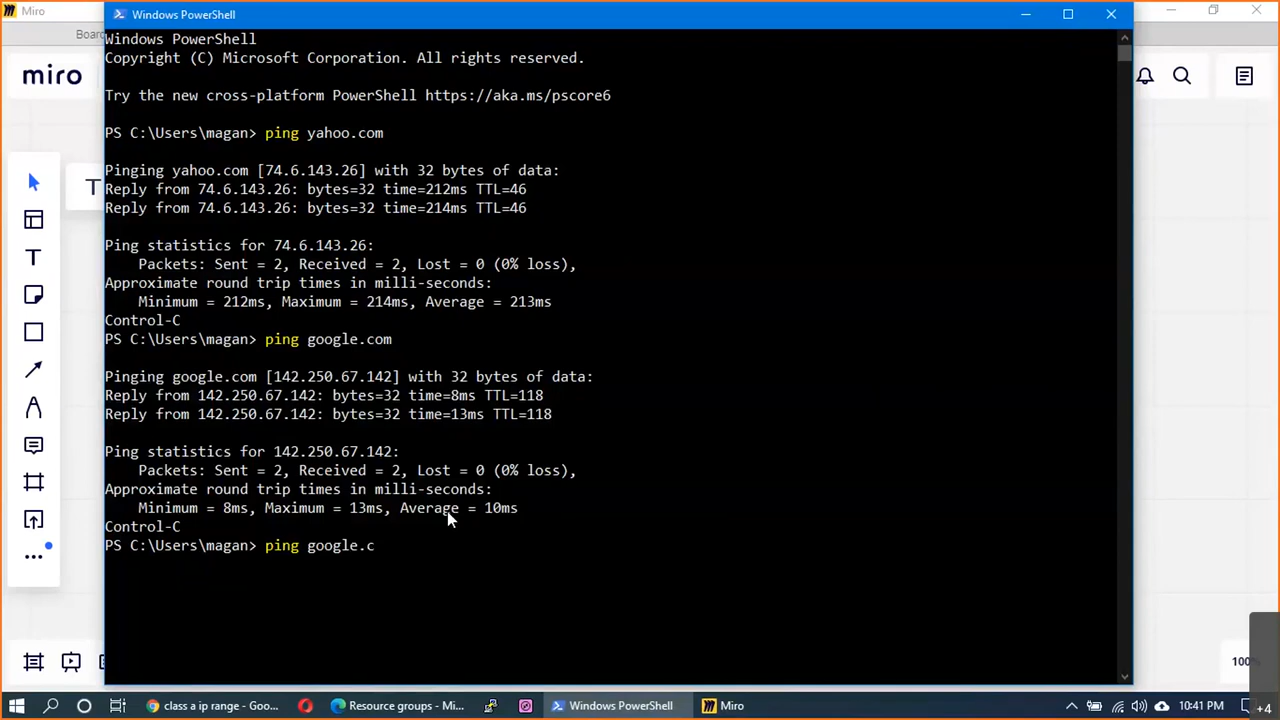 Miro
Windows PowerShell
Boar
miro
Windows PowerShell
Copyright (C) Microsoft Corporation. All rights reserved.
Try the new cross-platform PowerShell https://aka.ms/pscore6
PS C:\Users\magan> ping yahoo.com
Pinging yahoo.com [74.6.143.26] with 32 bytes of data:
Reply from 74.6.143.26: bytes=32 time=212ms TTL=46
Reply from 74.6.143.26: bytes=32 time=214ms TTL=46
Ping statistics for 74.6.143.26:
Packets: Sent = 2, Received = 2, Lost = 0 (0% loss),
Approximate round trip times in milli-seconds:
Minimum = 212ms, Maximum = 214ms, Average = 213ms
Control-C
PS C:\Users\magan> ping google.com
Pinging google.com [142.250.67.142] with 32 bytes of data:
Reply from 142.250.67.142: bytes=32 time=8ms TTL=118
Reply from 142.250.67.142: bytes=32 time=13ms TTL=118
Ping statistics for 142.250.67.142:
Packets: Sent = 2, Received = 2, Lost = 0 (0% loss),
Approximate round trip times in milli-seconds:
Minimum = 8ms, Maximum = 13ms, Average = 10ms
Control-C
PS C:\Users\magan> ping google.c
T
T
100%
class a ip range - Goo...
Resource groups - Mi...
Windows PowerShell
Miro
10:41 PM
+4